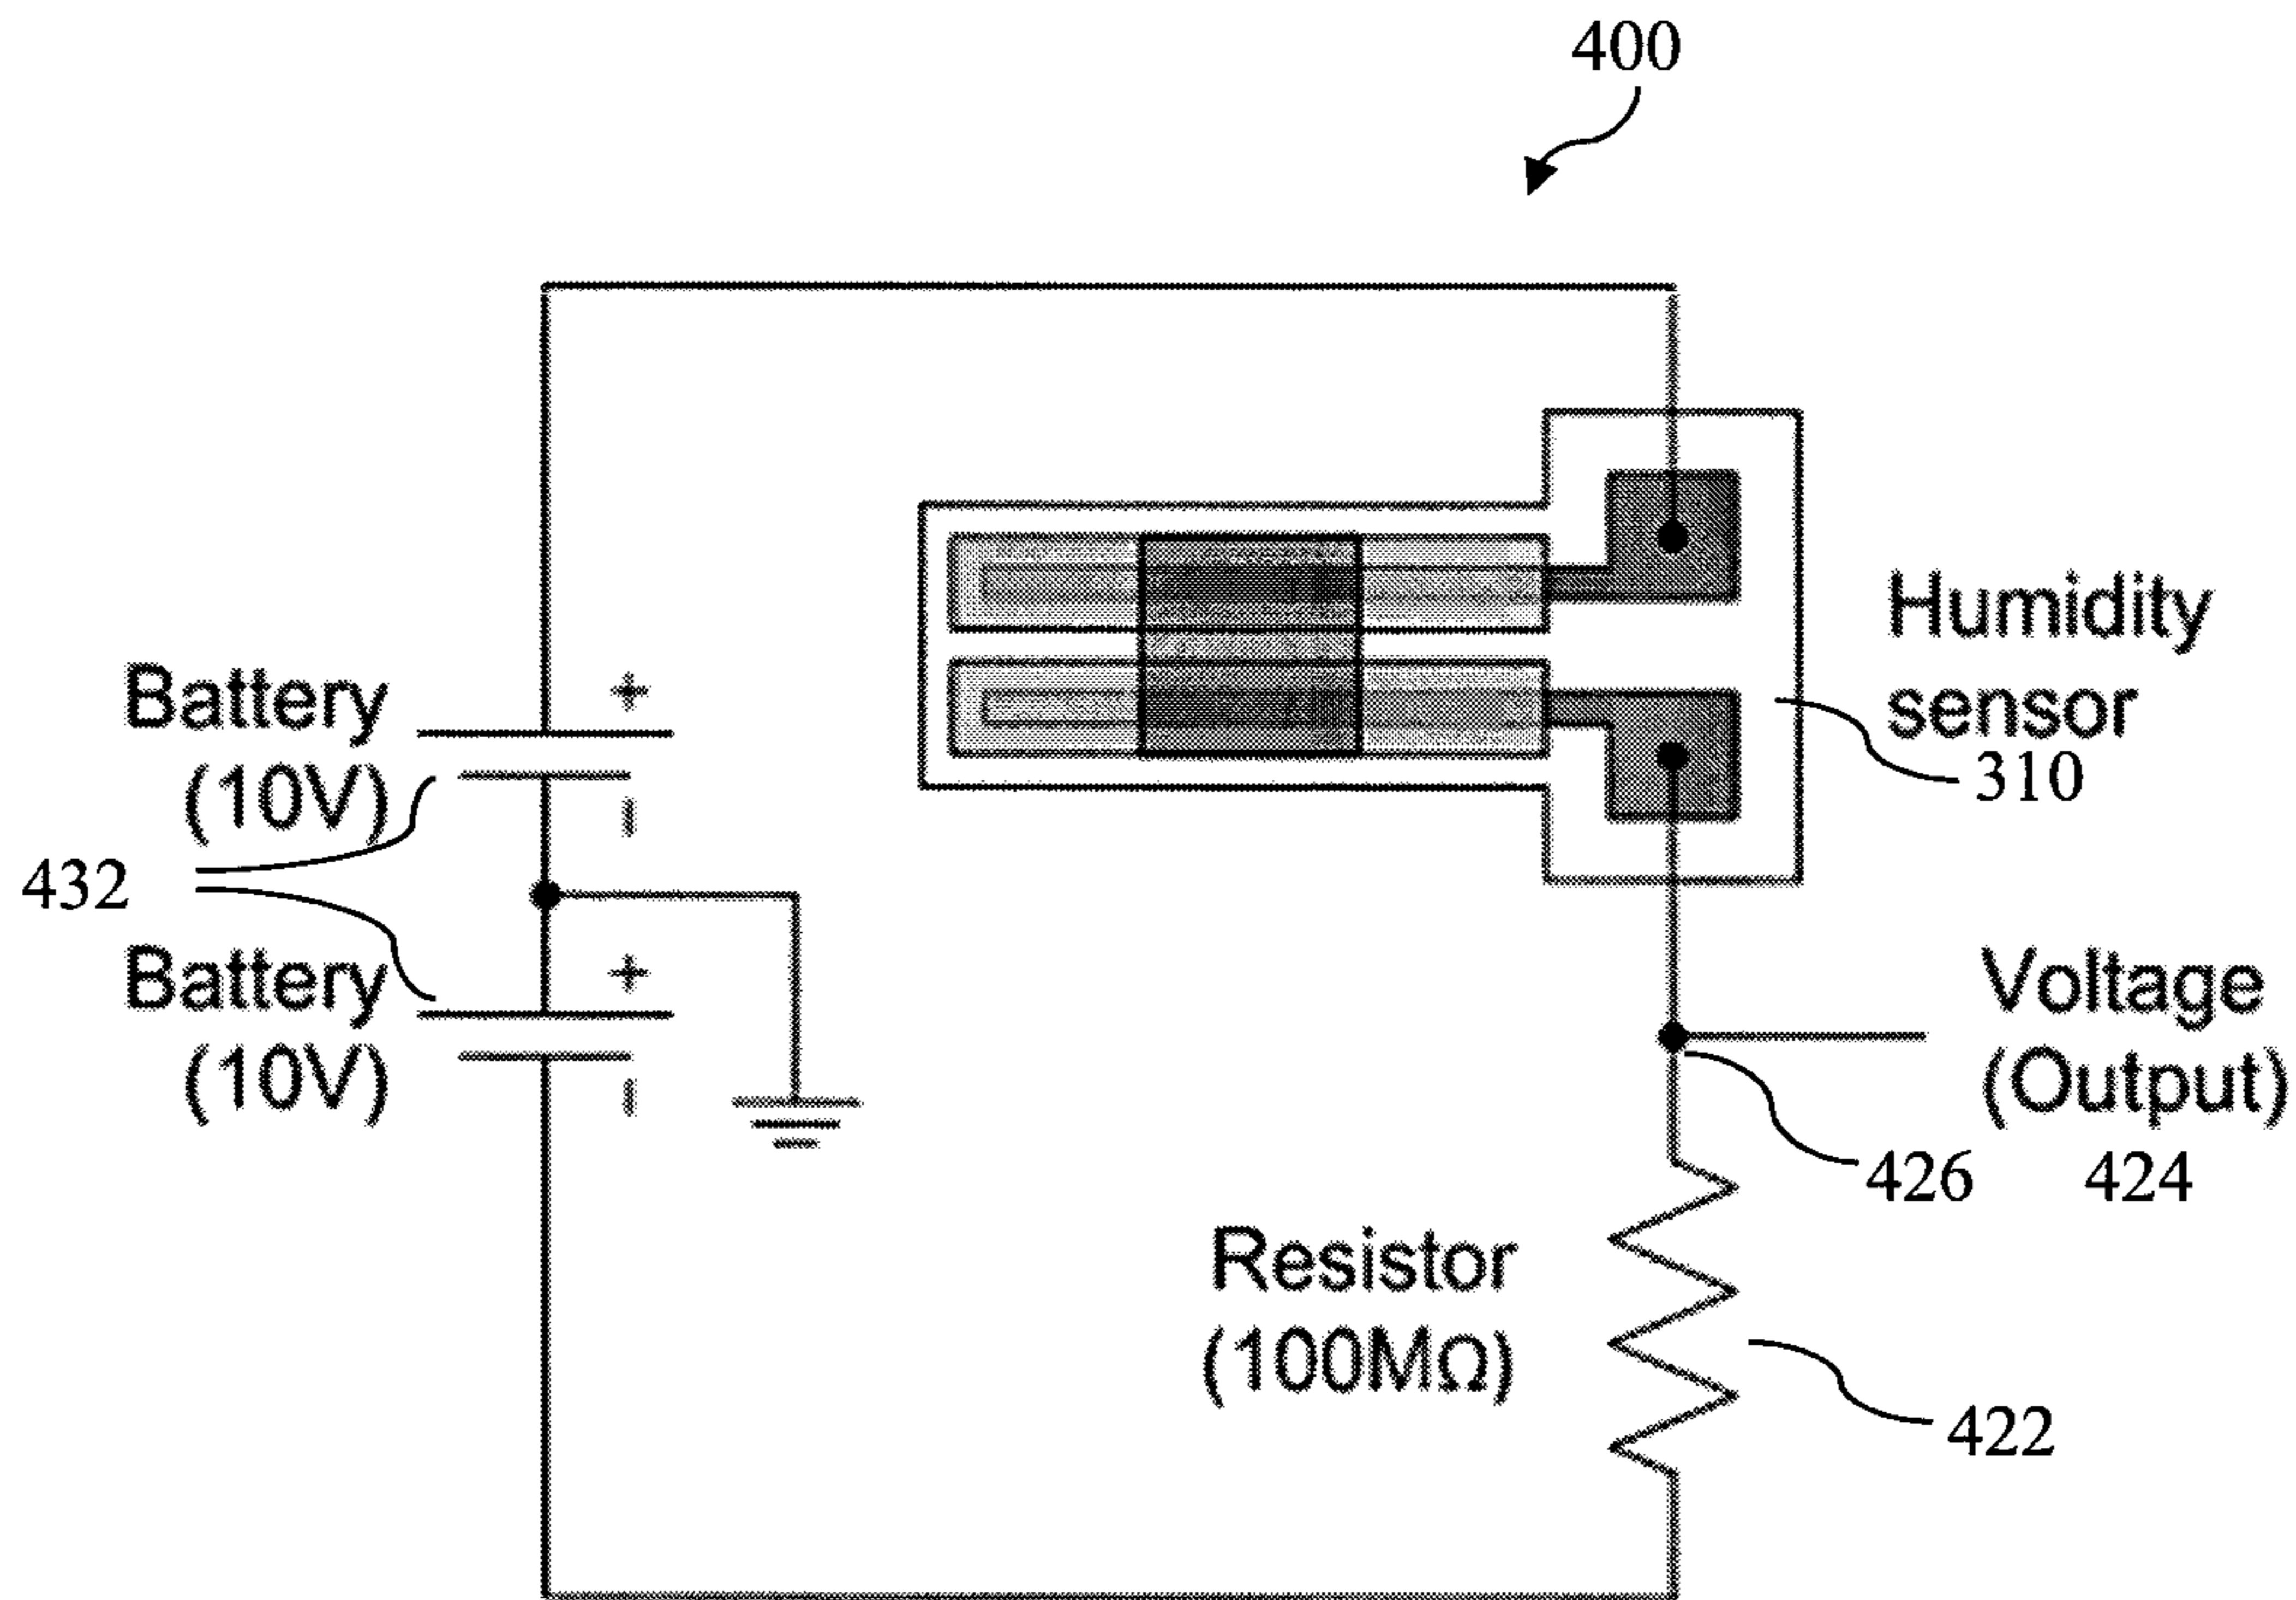 400
Humidity
sensor
310
Battery
(10V)
+
–
432
Battery
(10V)
+
–
Voltage
(Output)
426
424
Resistor
(100MΩ)
422